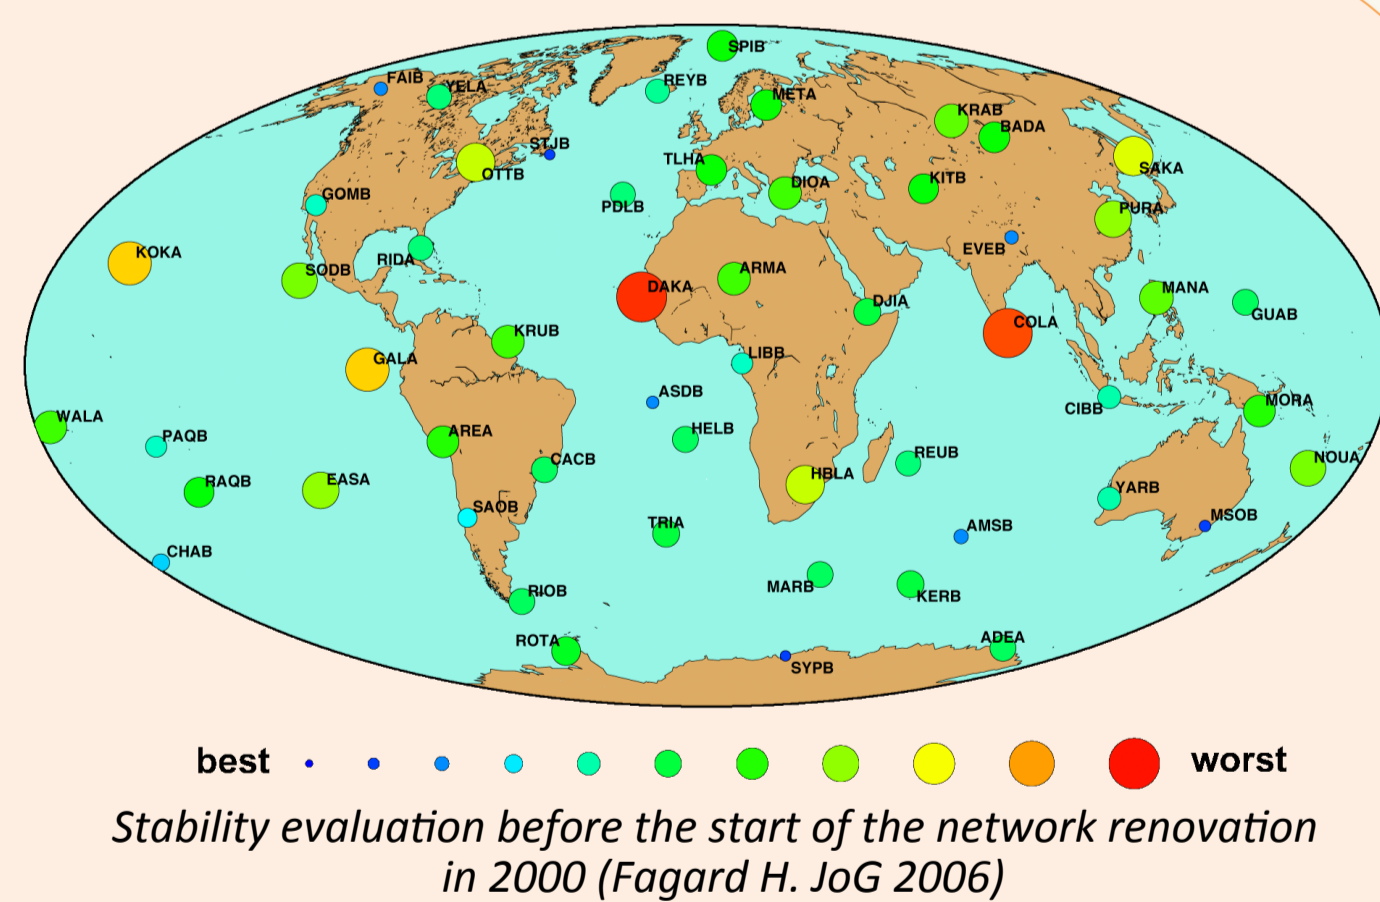 SPIB
FAIB
YELA
REYB
META
KRAB
BADA
STJB
OTTB
TLHA
SAKA
GOMB
PDLB
DIOA
KITB
PURA
KOKA
RIDA
EVEB
SODB
DAKA
ARMA
DJIA
MANA
GUAB
COLA
KRUB
GALA
LIBB
ASDB
CIBB
MORA
WALA
PAQB
AREA
HELB
CACB
REUB
NOUA
RAQB
EASA
HBLA
YARB
SAOB
TRIA
AMSB
MSOB
CHAB
MARB
KERB
RIOB
ROTA
ADEA
SYPB
best worst
Stability evaluation before the start of the network renovation
in 2000 (Fagard H. JoG 2006)